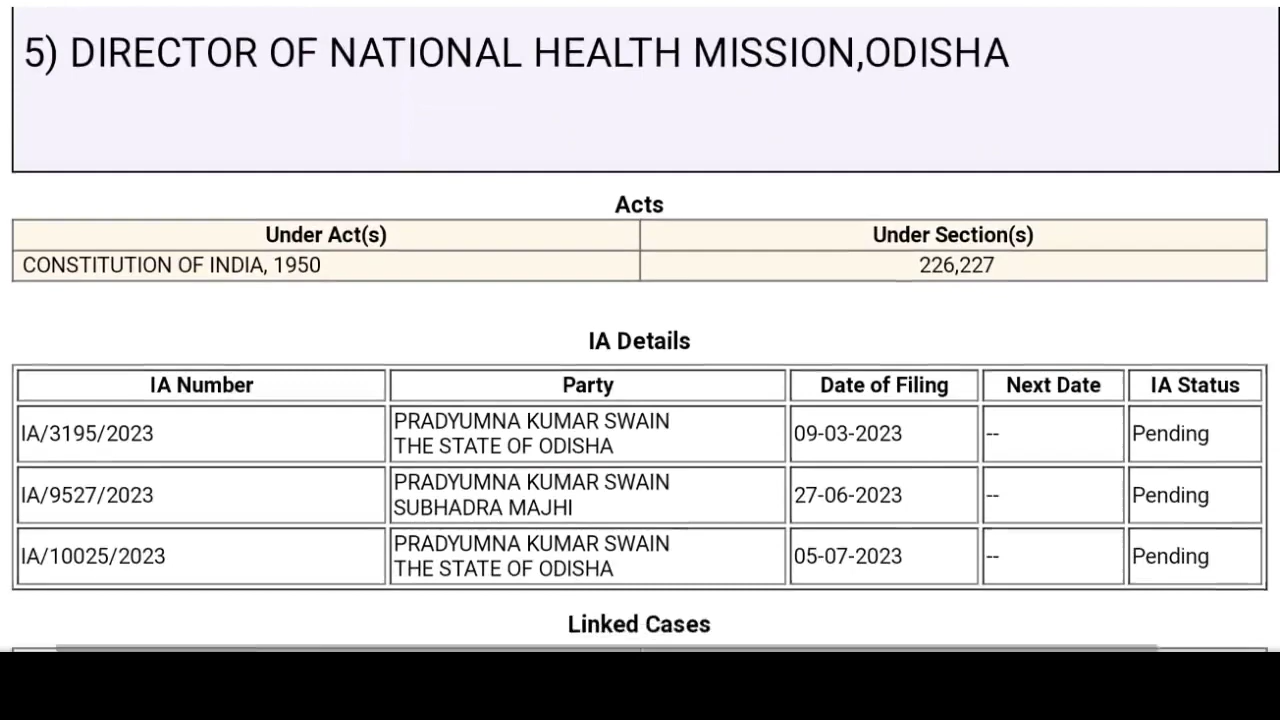 5) DIRECTOR OF NATIONAL HEALTH MISSION,ODISHA
Acts
Under Act(s) Under Section(s)
CONSTITUTION OF INDIA, 1950 226,227
IA Details
IA Number Party Date of Filing Next Date IA Status
IA/3195/2023 PRADYUMNA KUMAR SWAIN 09-03-2023 -- Pending
THE STATE OF ODISHA
IA/9527/2023 PRADYUMNA KUMAR SWAIN 27-06-2023 -- Pending
SUBHADRA MAJHI
IA/10025/2023 PRADYUMNA KUMAR SWAIN 05-07-2023 -- Pending
THE STATE OF ODISHA
Linked Cases